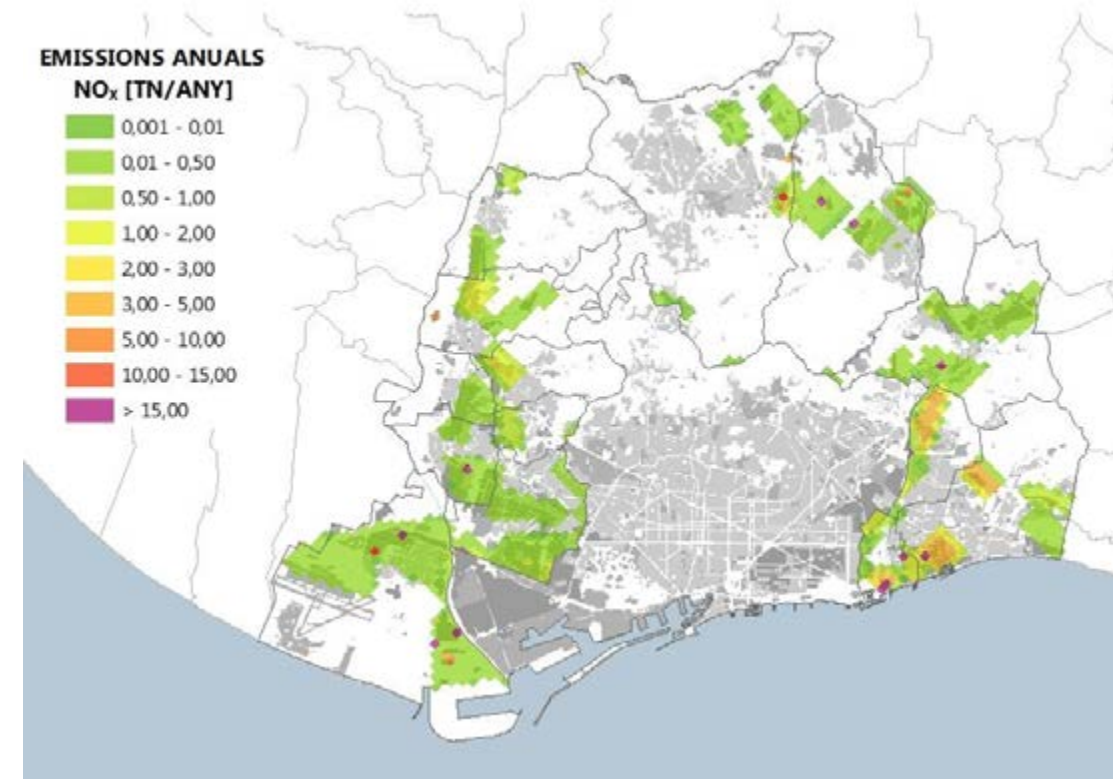 EMISSIONS ANUALS
NOₓ [TN/ANY]
0,001 - 0,01
0,01 - 0,50
0,50 - 1,00
1,00 - 2,00
2,00 - 3,00
3,00 - 5,00
5,00 - 10,00
10,00 - 15,00
> 15,00